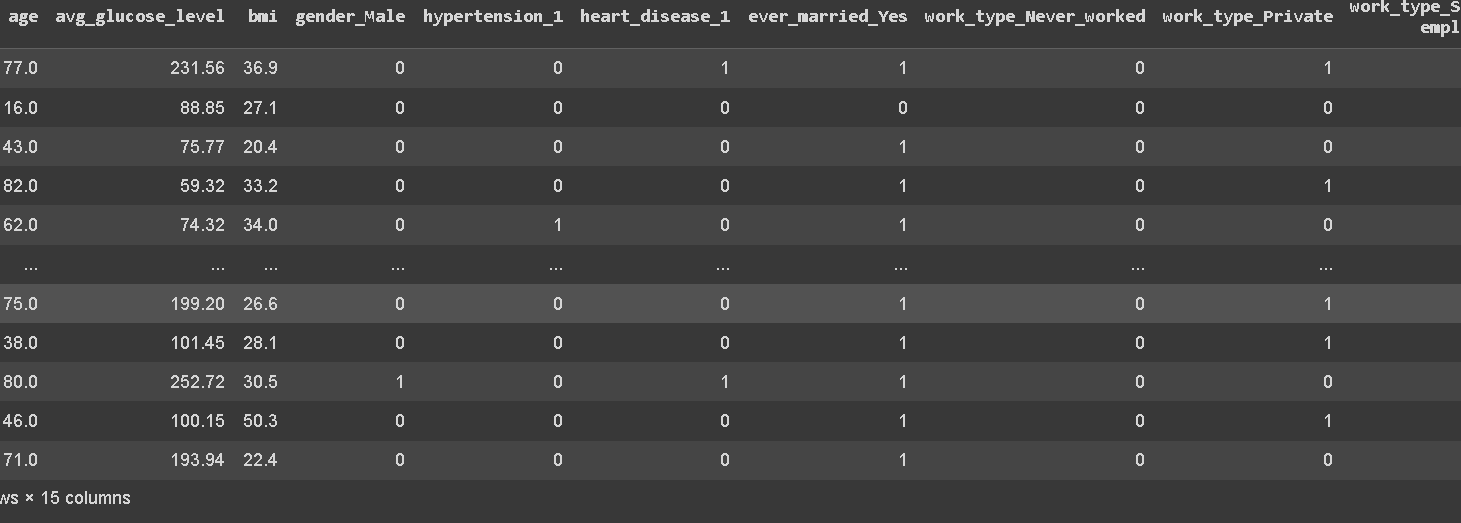 age avg_glucose_level bmi gender_Male hypertension_1 heart_disease_1 ever_married_Yes work_type_Never_worked work_type_Private work_type_S
empl
77.0 231.56 36.9 0 0 1 1 0 1
16.0 88.85 27.1 0 0 0 0 0 0
43.0 75.77 20.4 0 0 0 1 0 0
82.0 59.32 33.2 0 0 0 1 0 1
62.0 74.32 34.0 0 1 0 1 0 0
... ... ... ... ... ... ... ... ...
75.0 199.20 26.6 0 0 0 1 0 1
38.0 101.45 28.1 0 0 0 1 0 1
80.0 252.72 30.5 1 0 1 1 0 0
46.0 100.15 50.3 0 0 0 1 0 1
71.0 193.94 22.4 0 0 0 1 0 0
ws × 15 columns